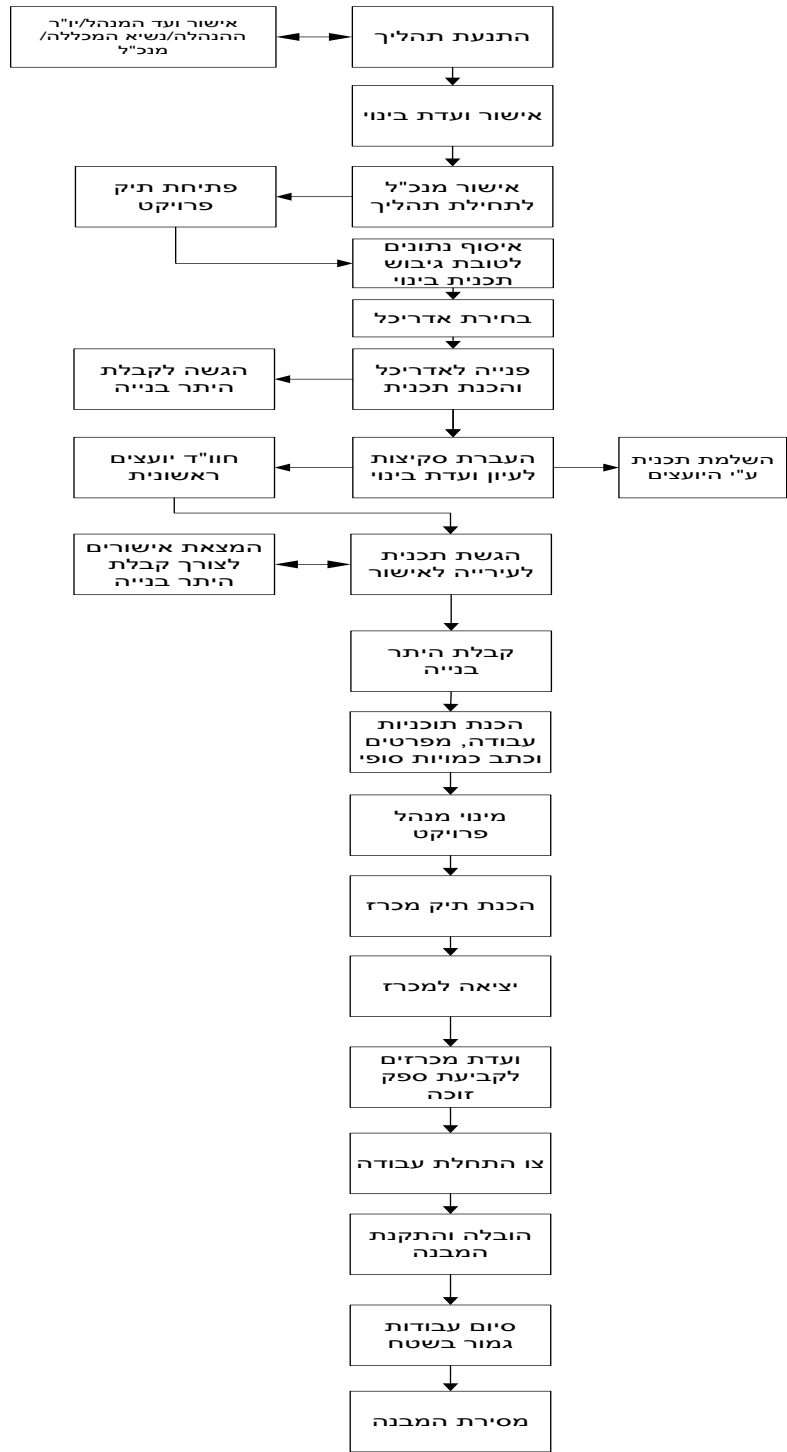 התנעת תהליך
אישור ועד המנהל/יו"ר
ההנהלה/נשיא המכללה/
מנכ"ל
אישור ועדת בינוי
אישור מנכ"ל
לתחילת תהליך
פתיחת תיק
פרויקט
איסוף נתונים
לטובת גיבוש
תכנית בינוי
בחירת אדריכל
פנייה לאדריכל
והכנת תכנית
הגשה לקבלת
היתר בנייה
השלמת תכנית
ע"י היועצים
העברת סקיצות
לעיון ועדת בינוי
חוו"ד יועצים
ראשונית
הגשת תכנית
לעירייה לאישור
המצאת אישורים
לצורך קבלת
היתר בנייה
קבלת היתר
בנייה
הכנת תוכניות
עבודה, מפרטים
וכתב כמויות סופי
מינוי מנהל
פרויקט
הכנת תיק מכרז
יציאה למכרז
ועדת מכרזים
לקביעת ספק
זוכה
צו התחלת עבודה
הובלה והתקנת
המבנה
סיום עבודות
גמור בשטח
מסירת המבנה